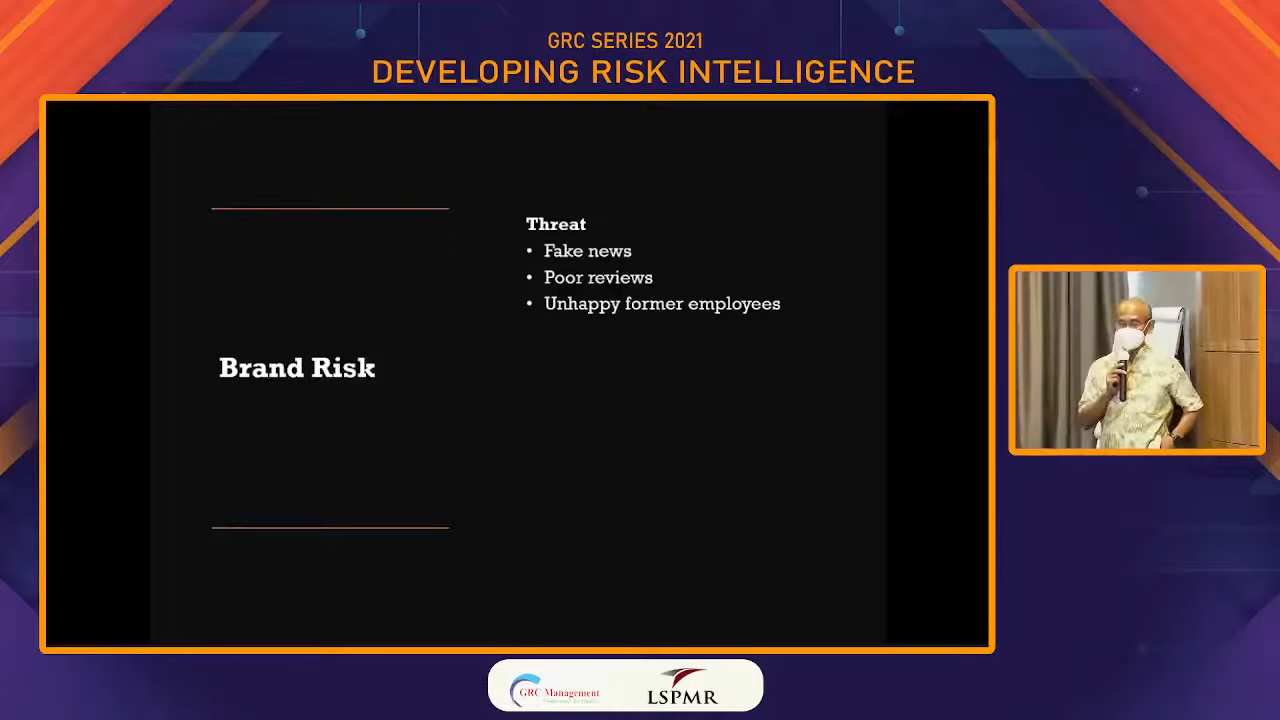 GRC SERIES 2021
DEVELOPING RISK INTELLIGENCE
Brand Risk
Threat
• Fake news
• Poor reviews
• Unhappy former employees
GRC Management
LSPMR